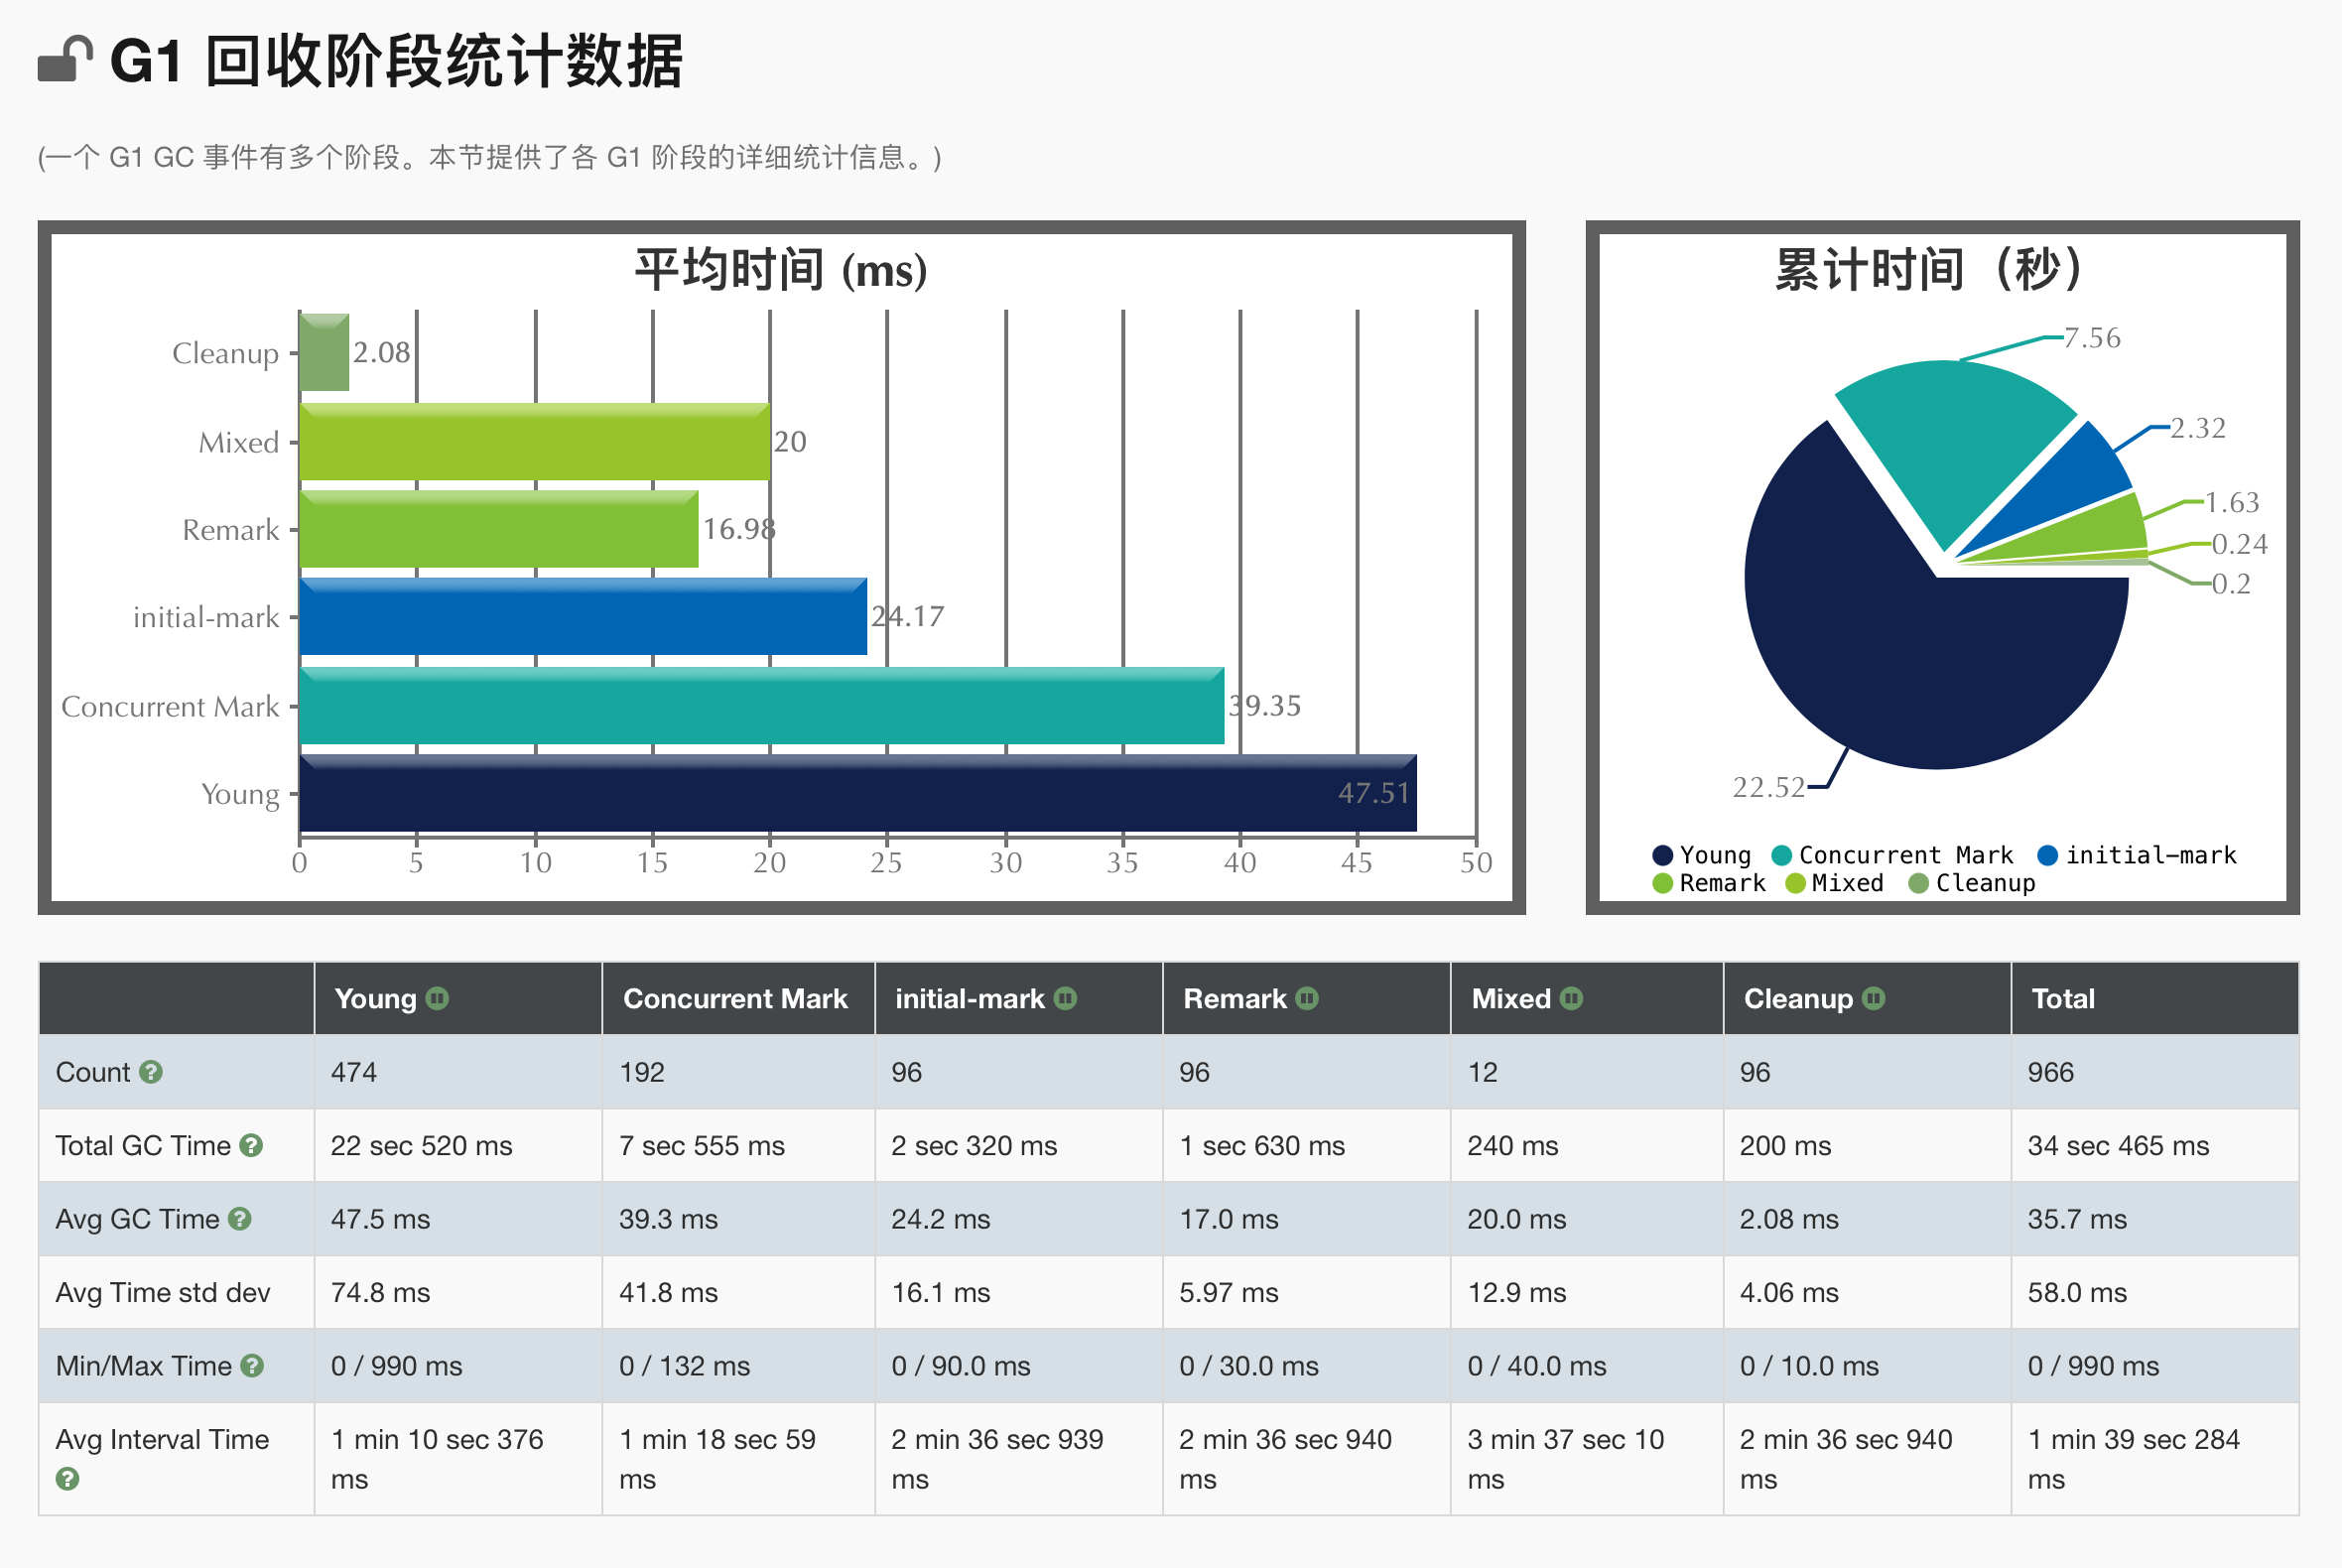 G1 回收阶段统计数据
(一个 G1 GC 事件有多个阶段。本节提供了各 G1 阶段的详细统计信息。)
平均时间 (ms)
Cleanup 2.08
Mixed 20
Remark 16.98
initial-mark 24.17
Concurrent Mark 39.35
Young 47.51
0 5 10 15 20 25 30 35 40 45 50
累计时间（秒）
7.56
2.32
1.63
0.24
0.2
22.52
Young Concurrent Mark initial-mark
Remark Mixed Cleanup
Young Concurrent Mark initial-mark Remark Mixed Cleanup Total
Count ? 474 192 96 96 12 96 966
Total GC Time ? 22 sec 520 ms 7 sec 555 ms 2 sec 320 ms 1 sec 630 ms 240 ms 200 ms 34 sec 465 ms
Avg GC Time ? 47.5 ms 39.3 ms 24.2 ms 17.0 ms 20.0 ms 2.08 ms 35.7 ms
Avg Time std dev 74.8 ms 41.8 ms 16.1 ms 5.97 ms 12.9 ms 4.06 ms 58.0 ms
Min/Max Time ? 0 / 990 ms 0 / 132 ms 0 / 90.0 ms 0 / 30.0 ms 0 / 40.0 ms 0 / 10.0 ms 0 / 990 ms
Avg Interval Time 1 min 10 sec 376 1 min 18 sec 59 2 min 36 sec 939 2 min 36 sec 940 3 min 37 sec 10 2 min 36 sec 940 1 min 39 sec 284
? ms ms ms ms ms ms ms